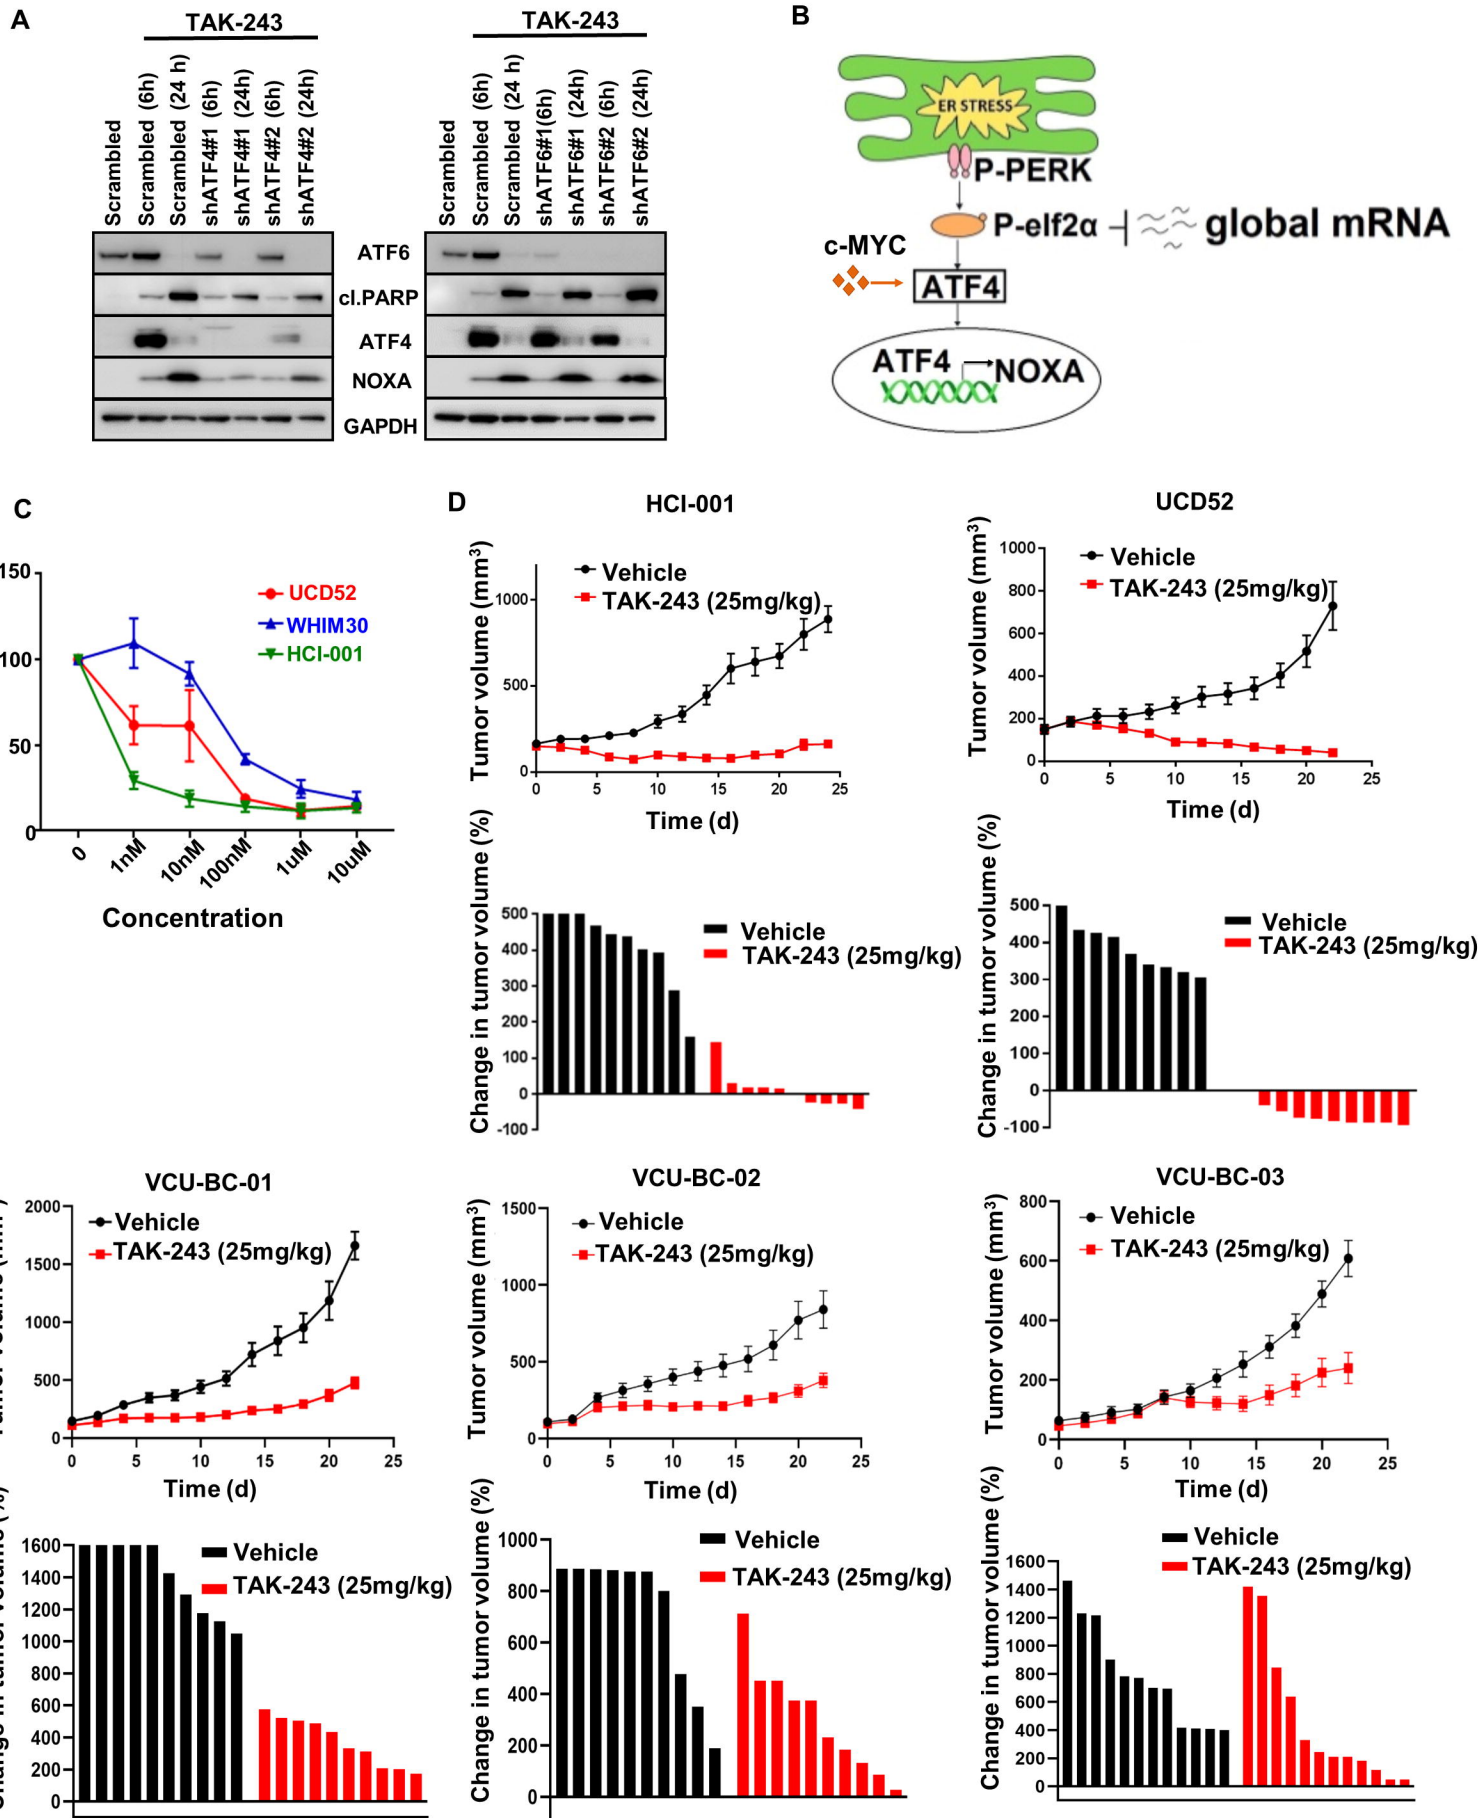 A
TAK-243
Scrambled
Scrambled (6h)
Scrambled (24 h)
shATF4#1 (6h)
shATF4#1 (24h)
shATF4#2 (6h)
shATF4#2 (24h)
TAK-243
Scrambled
Scrambled (6h)
Scrambled (24 h)
shATF6#1(6h)
shATF6#1 (24h)
shATF6#2 (6h)
shATF6#2 (24h)
ATF6
cl.PARP
ATF4
NOXA
GAPDH
B
ER STRESS
P-PERK
P-elf2α
global mRNA
c-MYC
ATF4
ATF4
NOXA
C
150
100
50
0
UCD52
WHIM30
HCI-001
0
1nM
10nM
100nM
1uM
10uM
Concentration
D
HCI-001
Tumor volume (mm³)
1000
500
0
Vehicle
TAK-243 (25mg/kg)
0 5 10 15 20 25
Time (d)
Change in tumor volume (%)
500
400
300
200
100
0
-100
Vehicle
TAK-243 (25mg/kg)
UCD52
Tumor volume (mm³)
1000
800
600
400
200
0
Vehicle
TAK-243 (25mg/kg)
0 5 10 15 20 25
Time (d)
Change in tumor volume (%)
500
400
300
200
100
0
-100
Vehicle
TAK-243 (25mg/kg)
VCU-BC-01
2000
1500
1000
500
0
Vehicle
TAK-243 (25mg/kg)
0 5 10 15 20 25
Time (d)
1600
1400
1200
1000
800
600
400
200
0
Vehicle
TAK-243 (25mg/kg)
VCU-BC-02
Tumor volume (mm³)
1500
1000
500
0
Vehicle
TAK-243 (25mg/kg)
0 5 10 15 20 25
Time (d)
Change in tumor volume (%)
1000
800
600
400
200
0
Vehicle
TAK-243 (25mg/kg)
VCU-BC-03
Tumor volume (mm³)
800
600
400
200
0
Vehicle
TAK-243 (25mg/kg)
0 5 10 15 20 25
Time (d)
Change in tumor volume (%)
1600
1400
1200
1000
800
600
400
200
0
Vehicle
TAK-243 (25mg/kg)